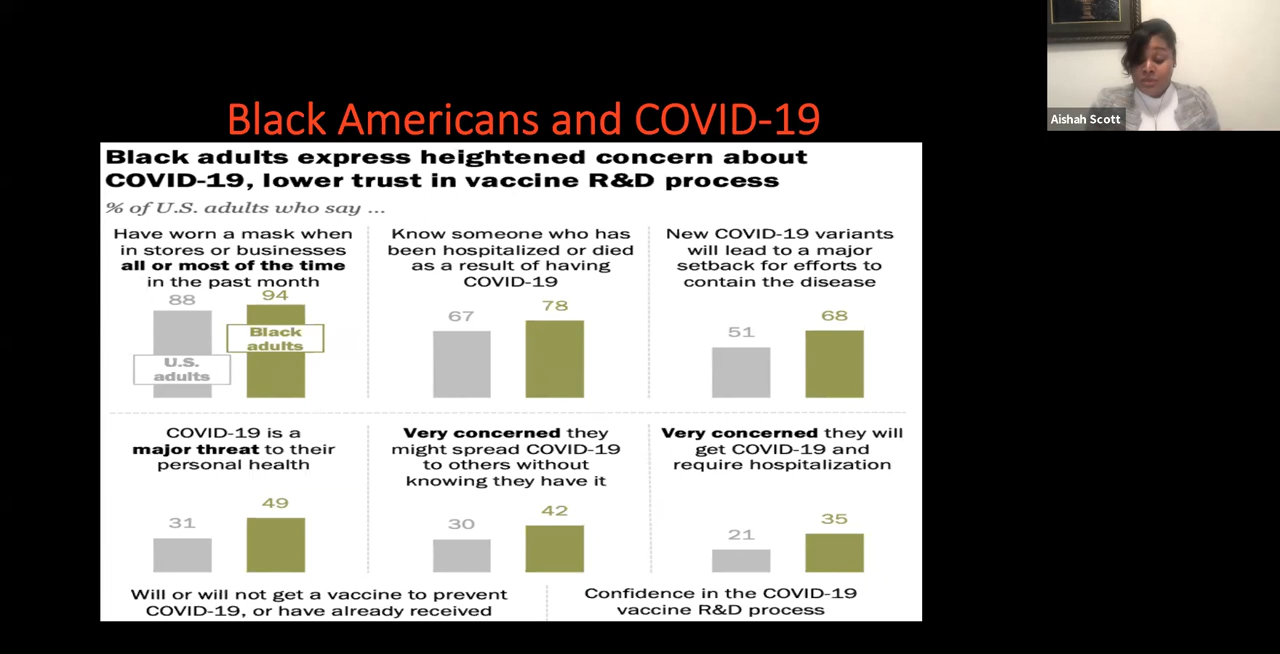 Black Americans and COVID-19
Aishah Scott
Black adults express heightened concern about
COVID-19, lower trust in vaccine R&D process
% of U.S. adults who say ...
Have worn a mask when
in stores or businesses
all or most of the time
in the past month
88
94
Black
adults
U.S.
adults
Know someone who has
been hospitalized or died
as a result of having
COVID-19
67
78
New COVID-19 variants
will lead to a major
setback for efforts to
contain the disease
51
68
COVID-19 is a
major threat to their
personal health
31
49
Very concerned they
might spread COVID-19
to others without
knowing they have it
30
42
Very concerned they will
get COVID-19 and
require hospitalization
21
35
Will or will not get a vaccine to prevent
COVID-19, or have already received
Confidence in the COVID-19
vaccine R&D process